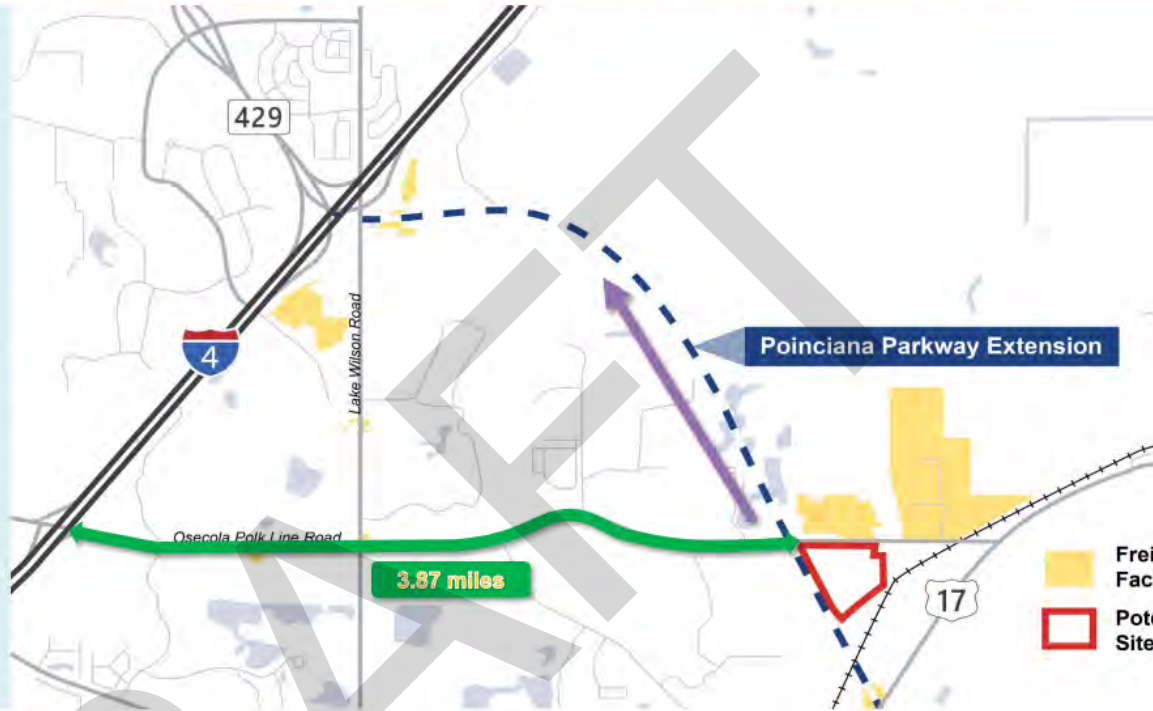 429
4
Lake Wilson Road
Poinciana Parkway Extension
Osecola Polk Line Road
3.87 miles
17
Frei
Fac
Pote
Site
DRAFT